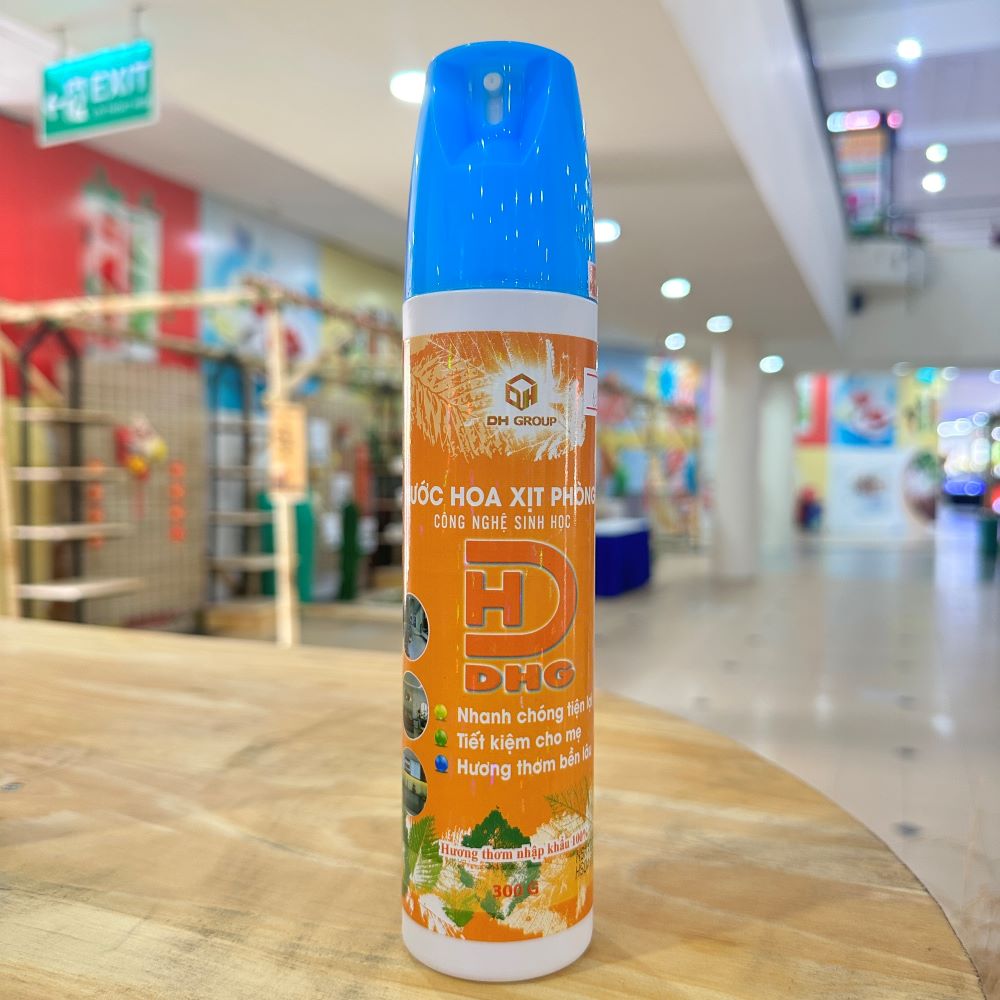 EXIT
DH GROUP
ƯỚC HOA XỊT PHÒNG
CÔNG NGHỆ SINH HỌC
HD
DHG
Nhanh chóng tiện lợi
Tiết kiệm cho mẹ
Hương thơm bền lâu
Hương thơm nhập khẩu 100%
300 G